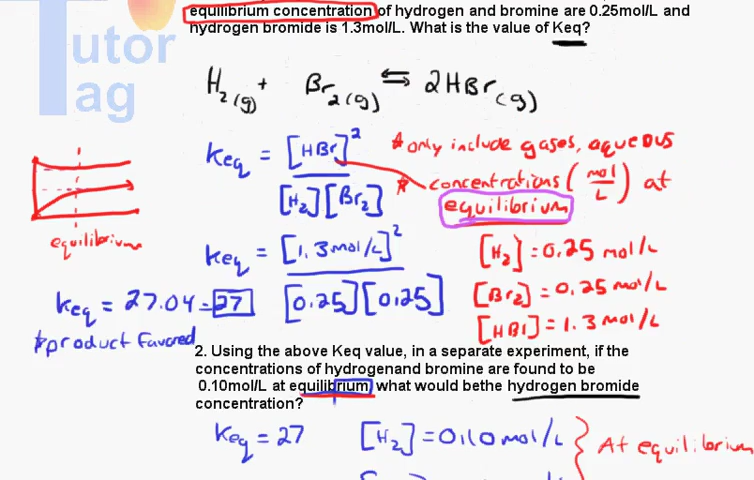 Tutor
Tag
equilibrium concentration of hydrogen and bromine are 0.25mol/L and
hydrogen bromide is 1.3mol/L. What is the value of Keq?
H2(g) + Br2(g) ⇌ 2HBr(g)
Keq = [HBr]^2
[H2][Br2]
*only include gases, aqueous
* concentrations (mol/L) at
equilibrium
equilibrium
Keq = [1.3mol/L]^2
[0.25][0.25]
[H2] = 0.25 mol/L
[Br2] = 0.25 mol/L
[HBr] = 1.3 mol/L
Keq = 27.04 = 27
*product favored
2. Using the above Keq value, in a separate experiment, if the
concentrations of hydrogenand bromine are found to be
0.10mol/L at equilibrium what would bethe hydrogen bromide
concentration?
Keq = 27
[H2] = 0.10 mol/L
At equilibrium